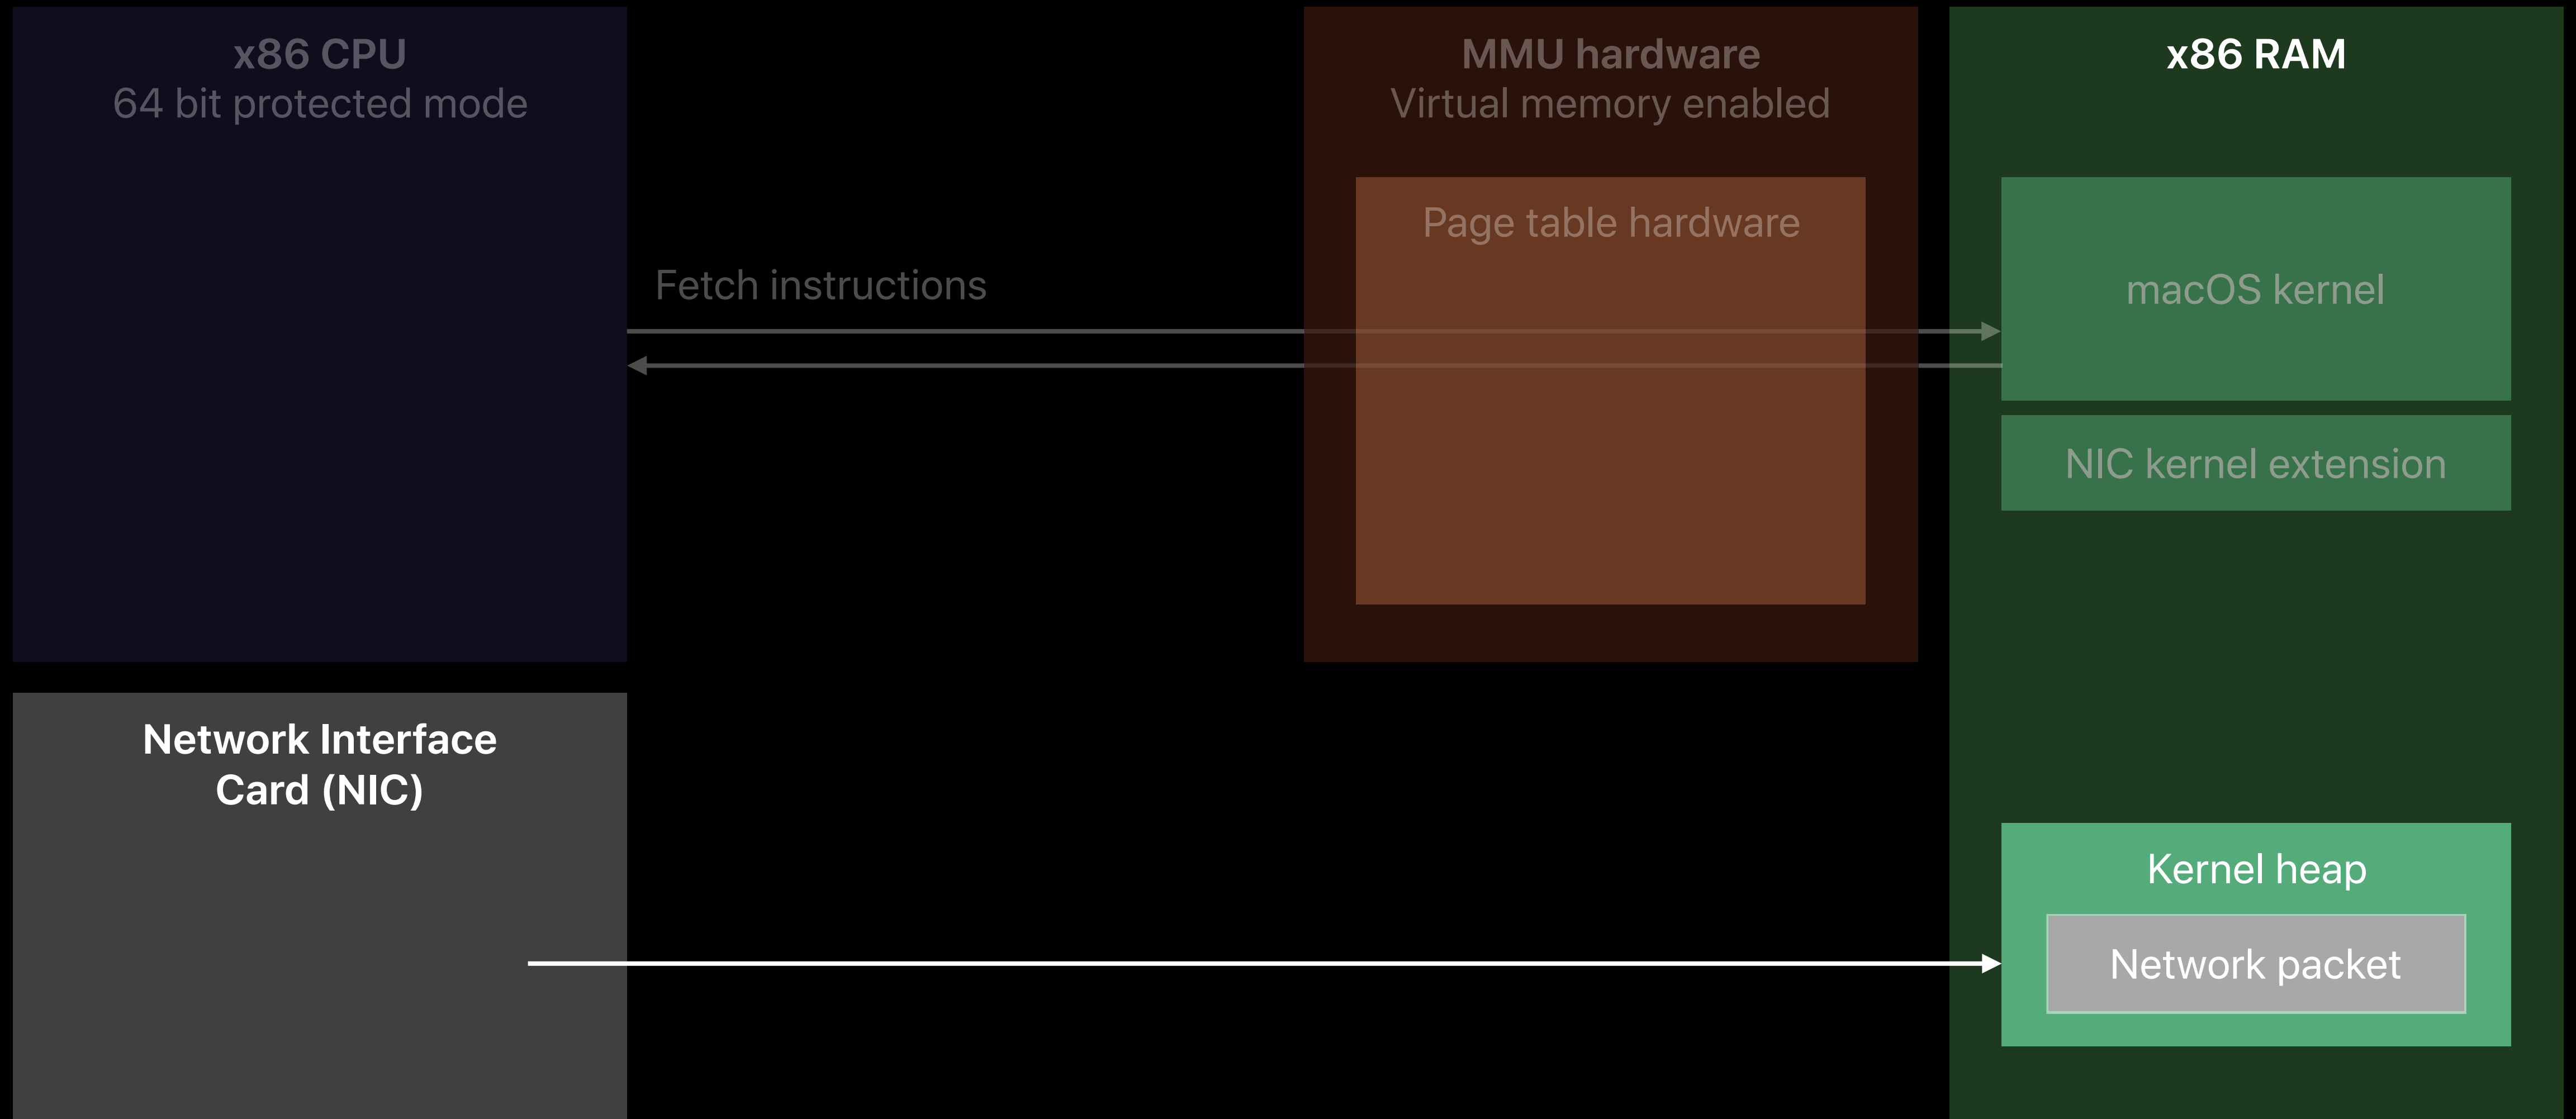 x86 CPU
64 bit protected mode
MMU hardware
Virtual memory enabled
Page table hardware
Fetch instructions
x86 RAM
macOS kernel
NIC kernel extension
Network Interface
Card (NIC)
Kernel heap
Network packet